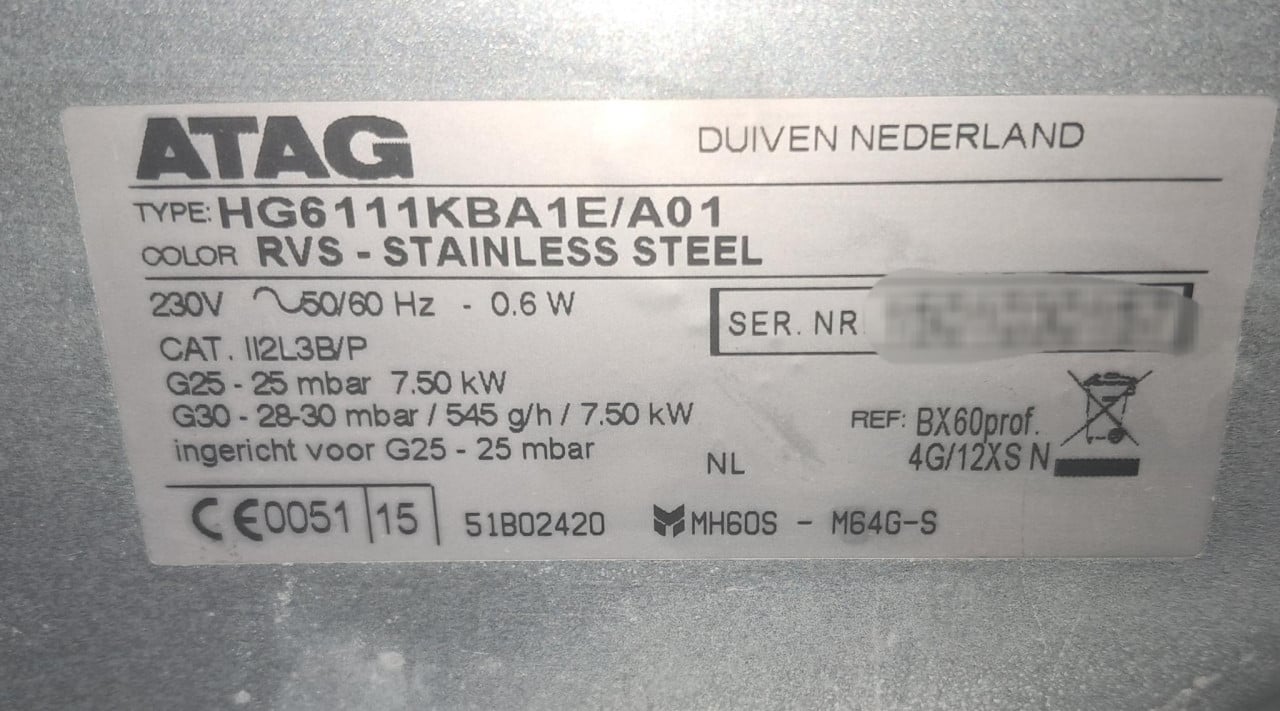 ATAG DUIVEN NEDERLAND
TYPE: HG6111KBA1E/A01
COLOR RVS - STAINLESS STEEL
230V ~50/60 Hz - 0.6 W
SER. NR
CAT. II2L3B/P
G25 - 25 mbar 7.50 kW
G30 - 28-30 mbar / 545 g/h / 7.50 kW
ingericht voor G25 - 25 mbar
NL
REF: BX60prof.
4G/12XS N
CE0051 15 51B02420 MH60S - M64G-S